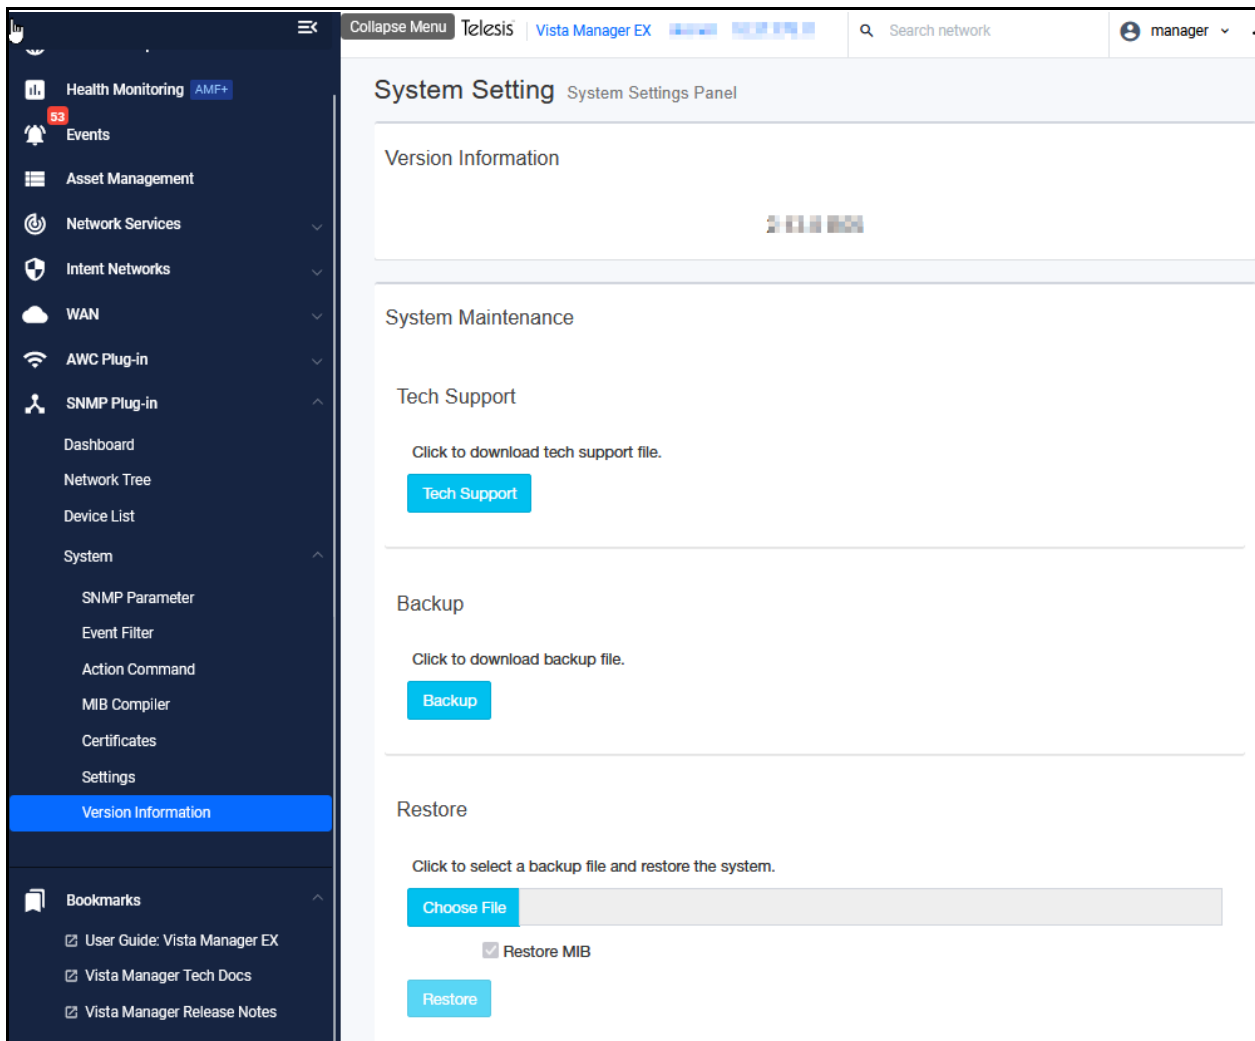 Collapse Menu
Telesis
Vista Manager EX
Search network
manager
Health Monitoring AMF+
53
Events
Asset Management
Network Services
Intent Networks
WAN
AWC Plug-in
SNMP Plug-in
Dashboard
Network Tree
Device List
System
SNMP Parameter
Event Filter
Action Command
MIB Compiler
Certificates
Settings
Version Information
Bookmarks
User Guide: Vista Manager EX
Vista Manager Tech Docs
Vista Manager Release Notes
System Setting System Settings Panel
Version Information
System Maintenance
Tech Support
Click to download tech support file.
Tech Support
Backup
Click to download backup file.
Backup
Restore
Click to select a backup file and restore the system.
Choose File
Restore MIB
Restore